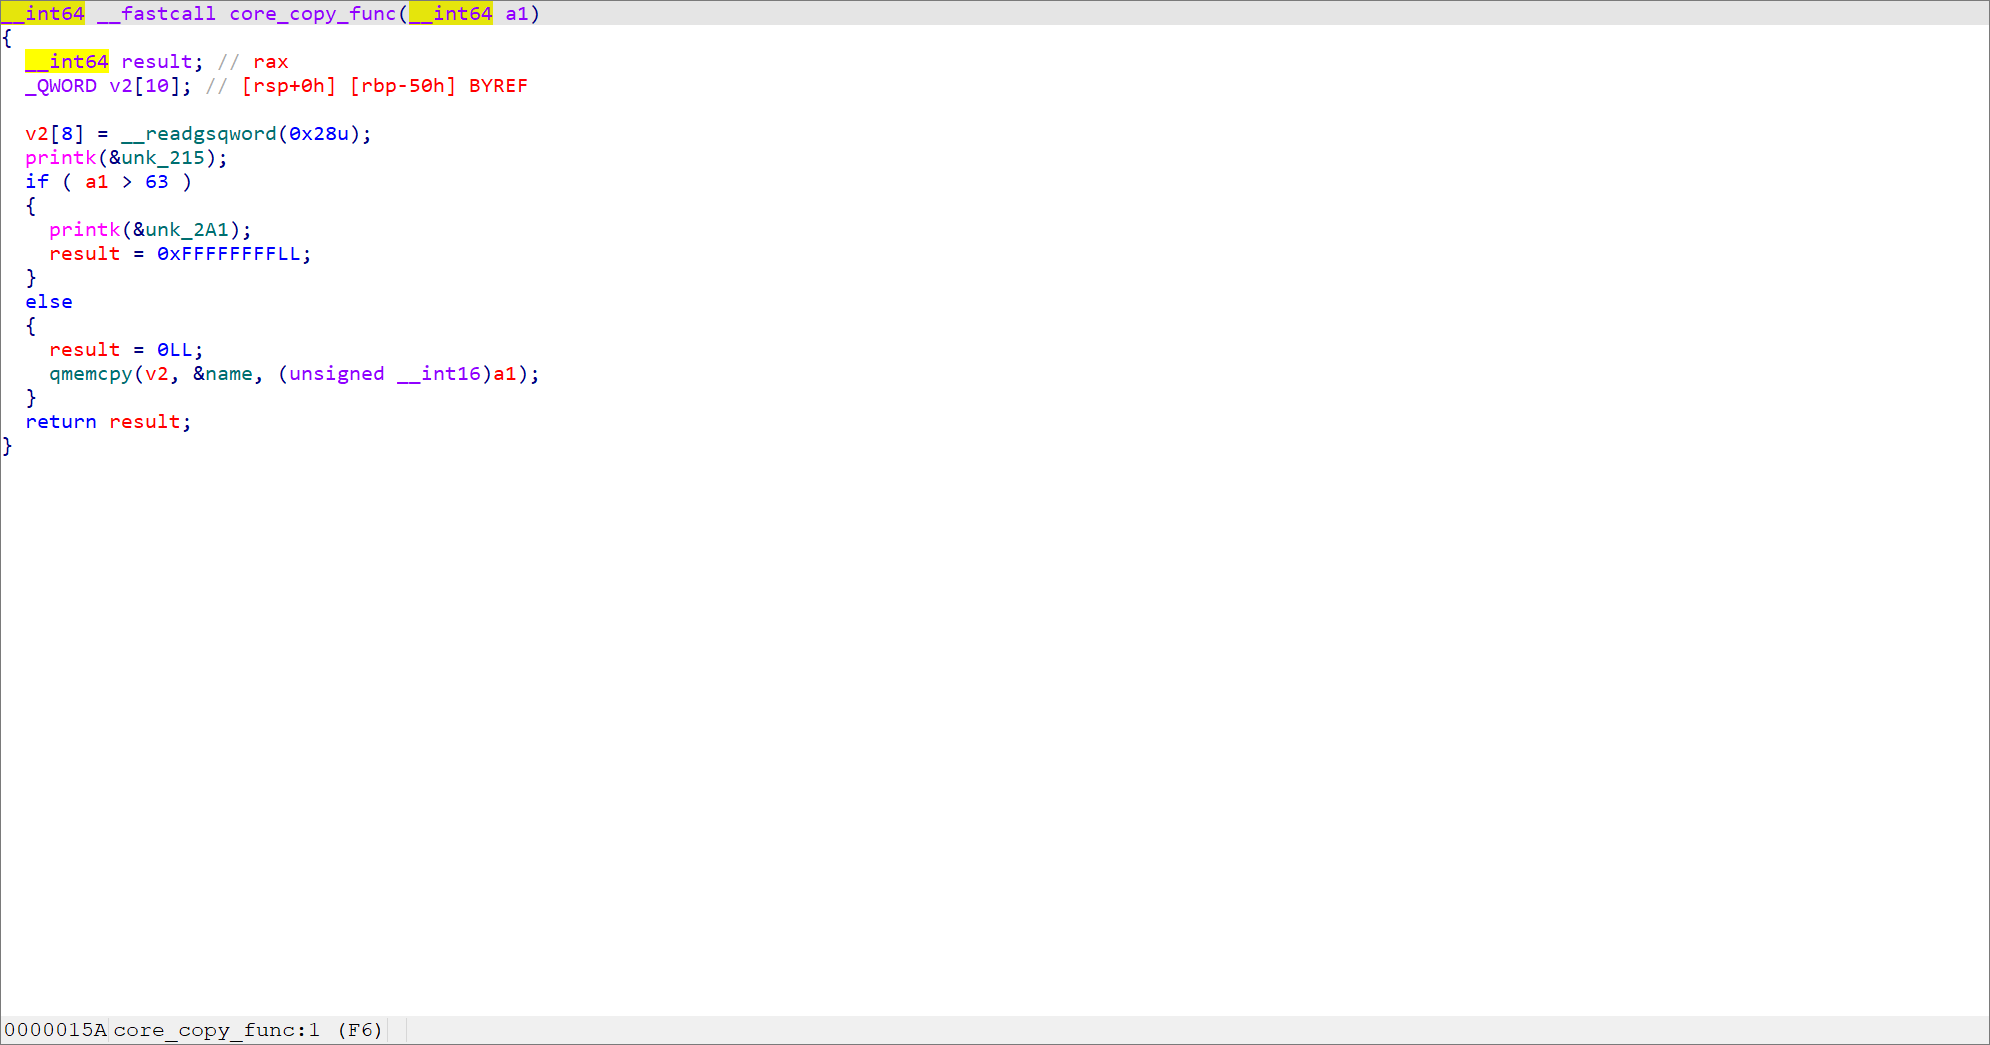 __int64 __fastcall core_copy_func(__int64 a1)
{
  __int64 result; // rax
  _QWORD v2[10]; // [rsp+0h] [rbp-50h] BYREF

  v2[8] = __readgsqword(0x28u);
  printk(&unk_215);
  if ( a1 > 63 )
  {
    printk(&unk_2A1);
    result = 0xFFFFFFFFLL;
  }
  else
  {
    result = 0LL;
    qmemcpy(v2, &name, (unsigned __int16)a1);
  }
  return result;
}
0000015A core_copy_func:1 (F6)